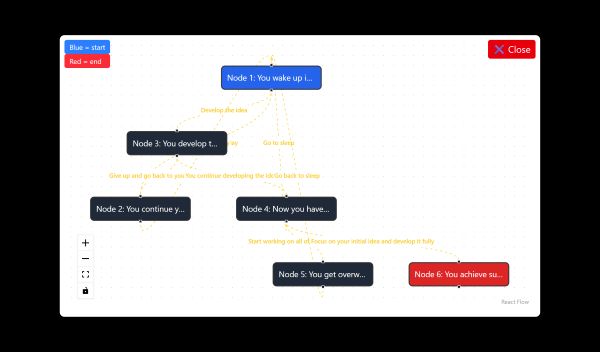 Blue = start
Red = end
Close
Node 1: You wake up i...
Develop the idea
Node 3: You develop t...
Go to sleep
Give up and go back to you
You continue developing the
Go back to sleep
Node 2: You continue y...
Node 4: Now you have...
Start working on all of
Focus on your initial idea and develop it fully
Node 5: You get overw...
Node 6: You achieve su...
React Flow